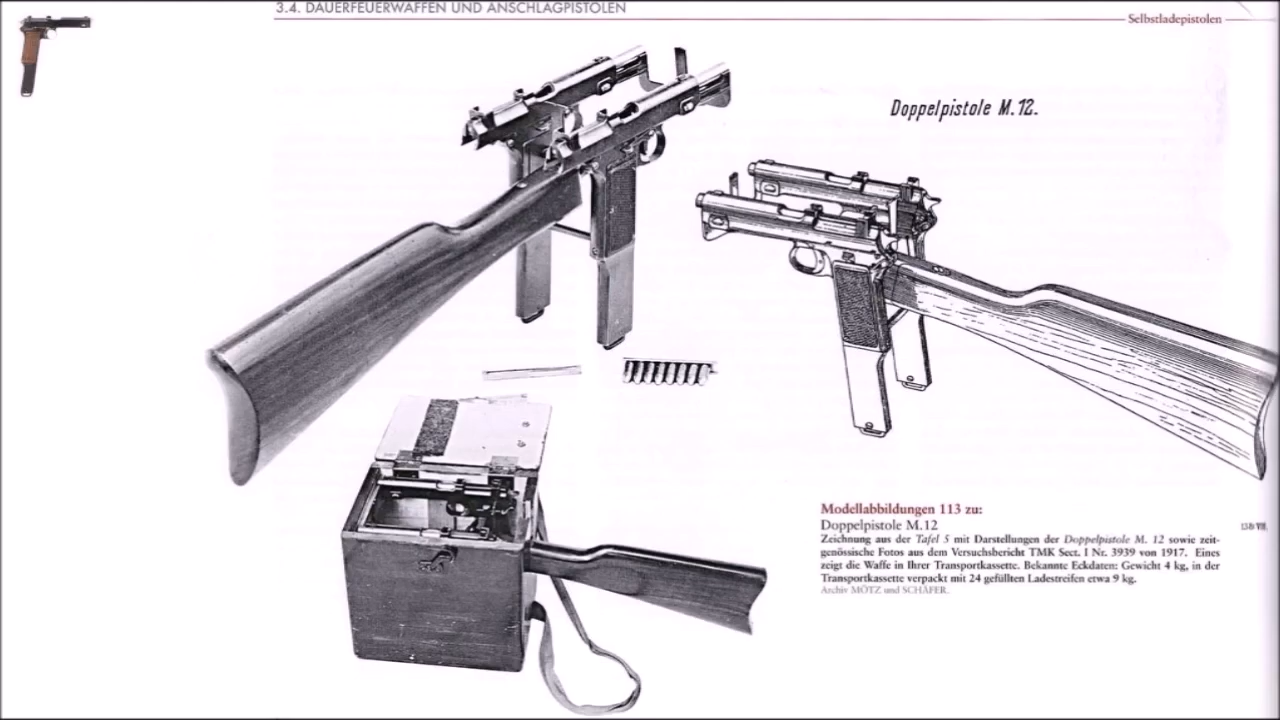 3.4. DAUERFEUERWAFFEN UND ANSCHLAGPISTOLEN
Selbstladepistolen
Doppelpistole M.12.
Modellabbildungen 113 zu:
Doppelpistole M.12
Zeichnung aus der Tafel 5 mit Darstellungen der Doppelpistole M. 12 sowie zeit-
genössische Fotos aus dem Versuchsbericht TMK Sect. I Nr. 3939 von 1917. Eines
zeigt die Waffe in Ihrer Transportkassette. Bekannte Eckdaten: Gewicht 4 kg, in der
Transportkassette verpackt mit 24 gefüllten Ladestreifen etwa 9 kg.
Archiv MÖTZ und SCHÄFER.